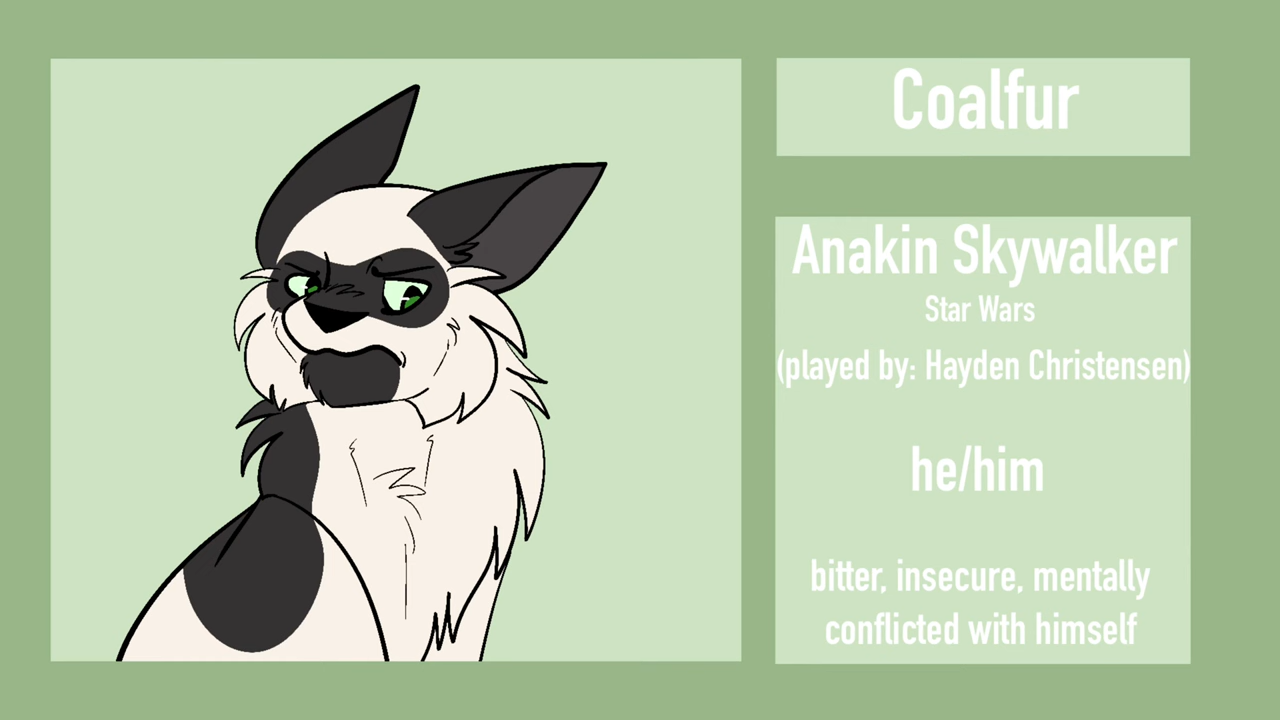 Coalfur
Anakin Skywalker
Star Wars
(played by: Hayden Christensen)
he/him
bitter, insecure, mentally
conflicted with himself